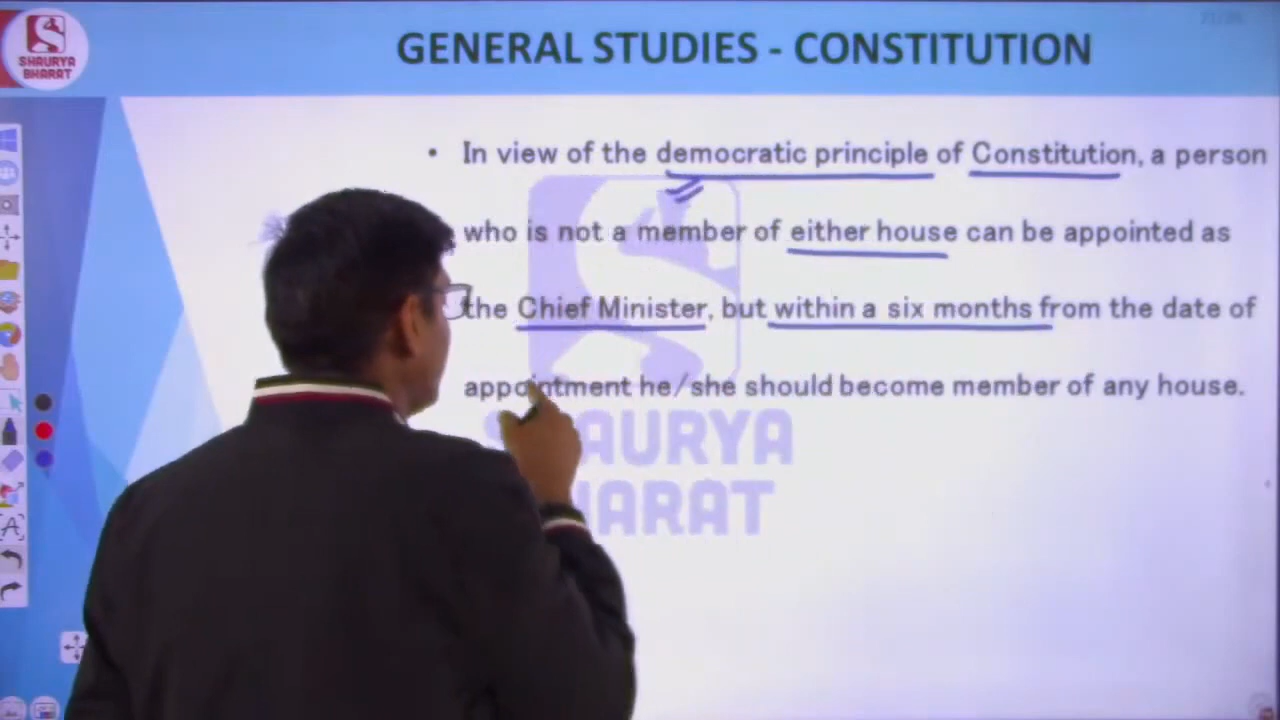 SHAURYA
BHARAT
GENERAL STUDIES - CONSTITUTION
• In view of the democratic principle of Constitution, a person
who is not a member of either house can be appointed as
the Chief Minister, but within a six months from the date of
appointment he/she should become member of any house.
SHAURYA
BHARAT